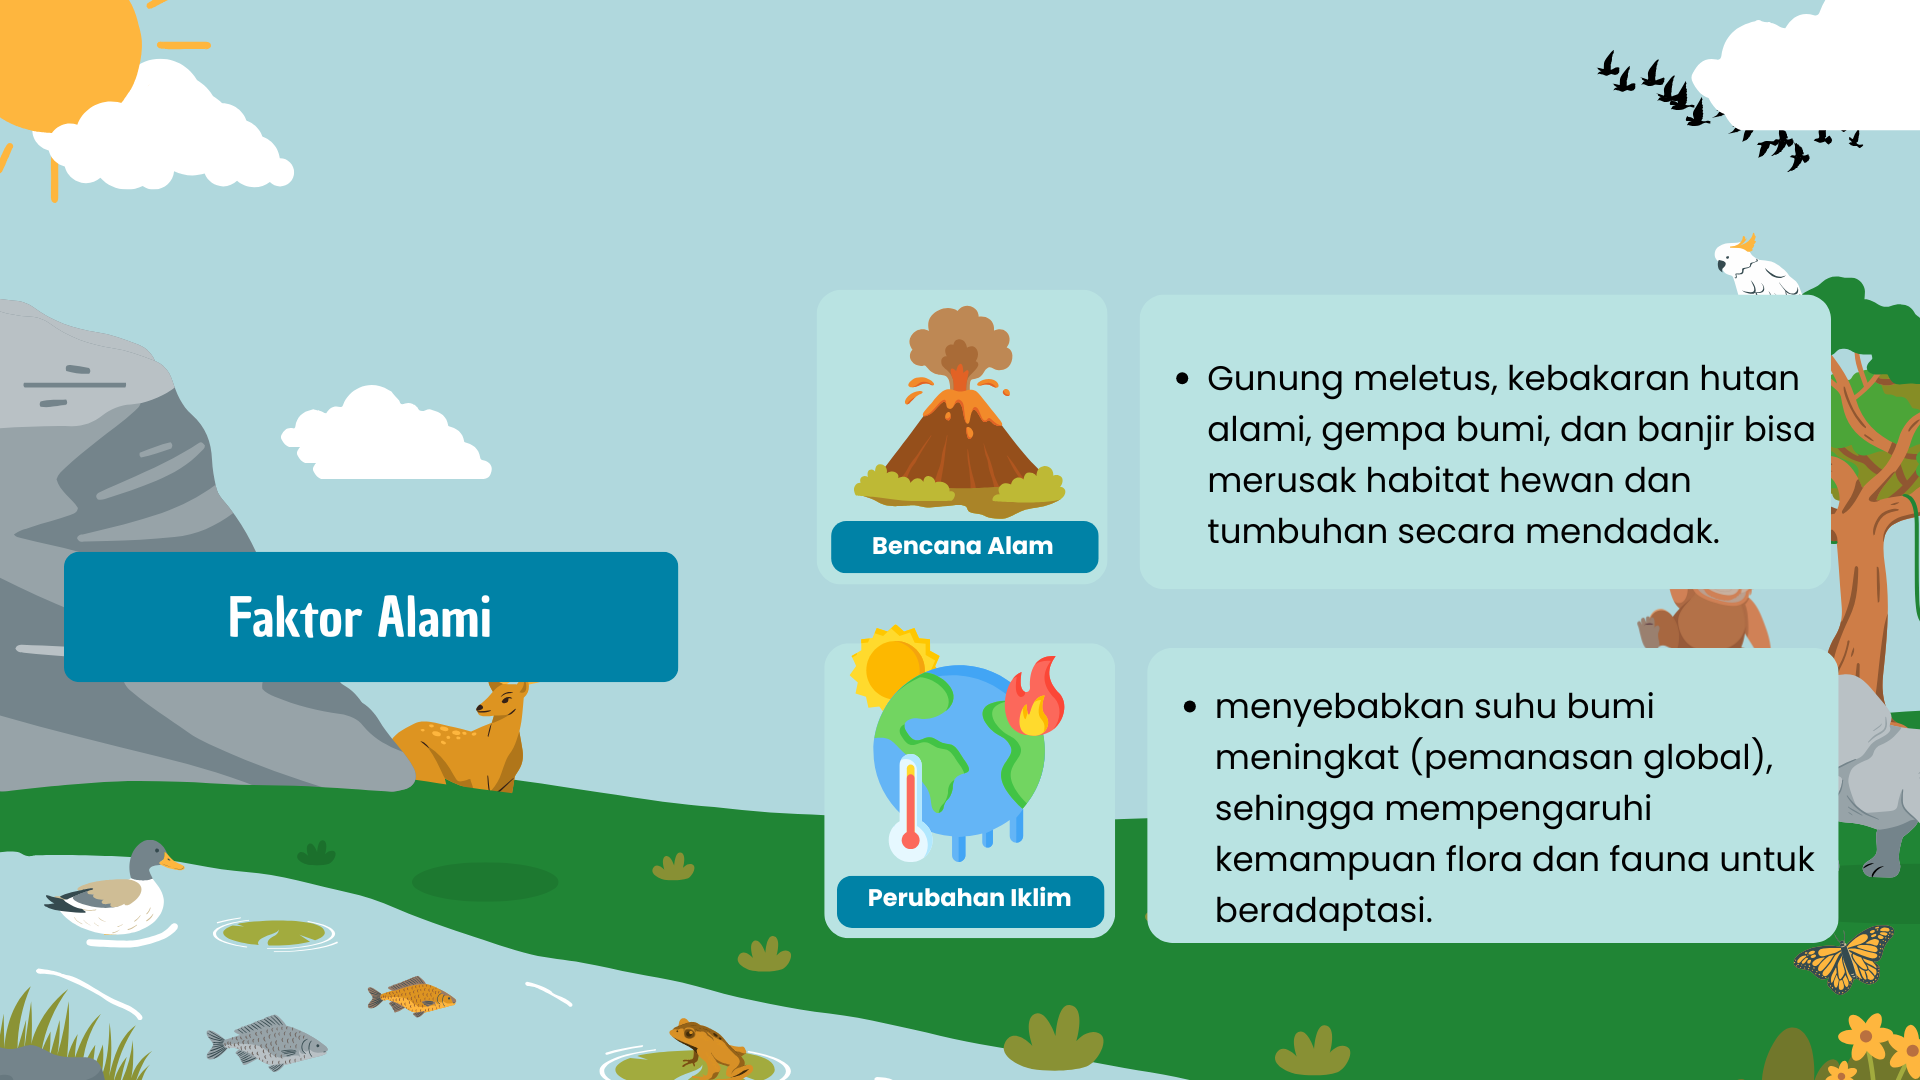 Faktor Alami
Bencana Alam
• Gunung meletus, kebakaran hutan
alami, gempa bumi, dan banjir bisa
merusak habitat hewan dan
tumbuhan secara mendadak.
Perubahan Iklim
• menyebabkan suhu bumi
meningkat (pemanasan global),
sehingga mempengaruhi
kemampuan flora dan fauna untuk
beradaptasi.